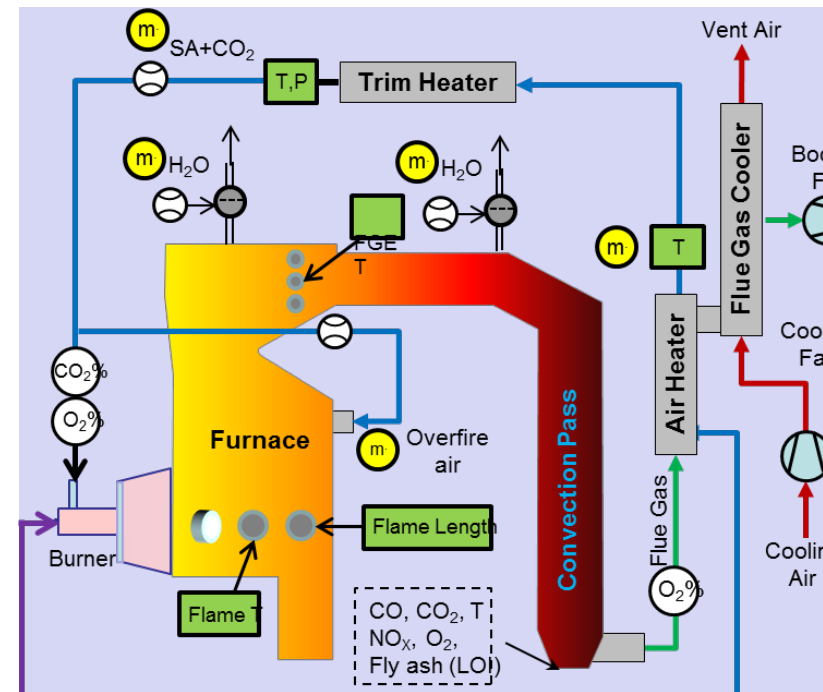 Vent Air
m·
SA+CO₂
T,P
Trim Heater
m·
H₂O
m·
H₂O
FGE
T
m·
T
Flue Gas Cooler
Air Heater
CO₂%
O₂%
Furnace
m·
Overfire
air
Convection Pass
Flue Gas
Burner
Flame Length
Flame T
O₂%
Air
CO, CO₂, T
NOₓ, O₂,
Fly ash (LOI)